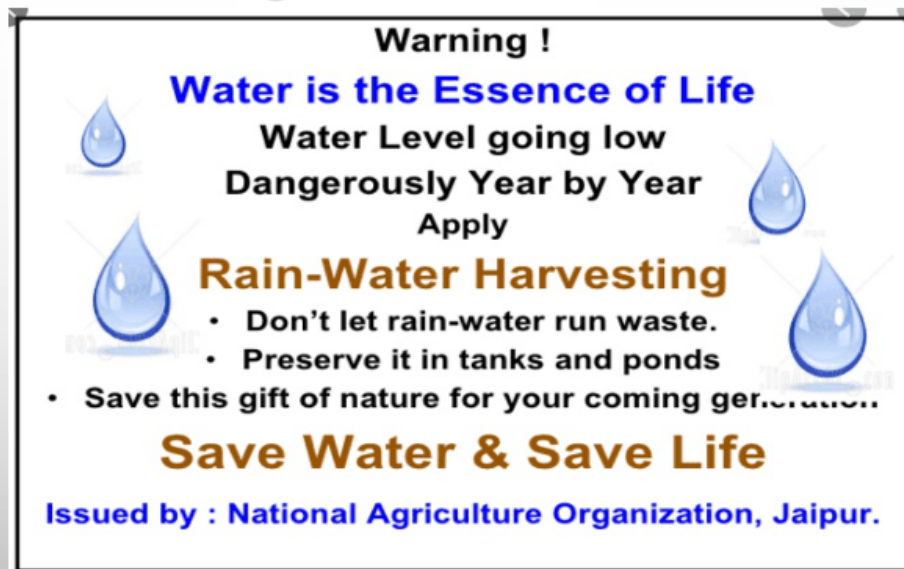 Warning !
Water is the Essence of Life
Water Level going low
Dangerously Year by Year
Apply
Rain-Water Harvesting
• Don't let rain-water run waste.
• Preserve it in tanks and ponds
• Save this gift of nature for your coming generation
Save Water & Save Life
Issued by : National Agriculture Organization, Jaipur.